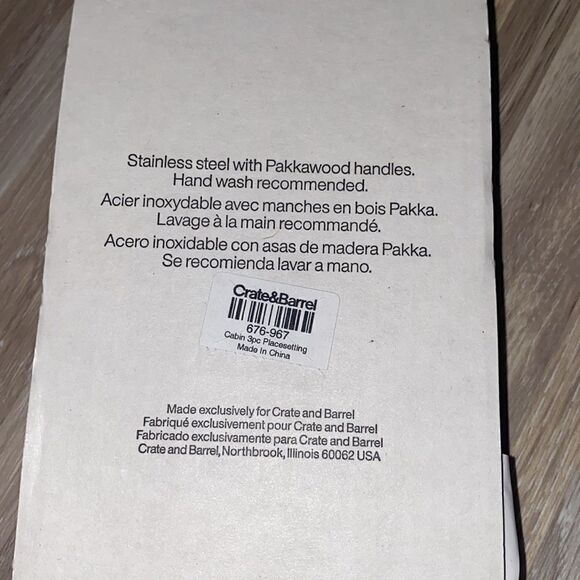 Stainless steel with Pakkawood handles.
Hand wash recommended.
Acier inoxydable avec manches en bois Pakka.
Lavage à la main recommandé.
Acero inoxidable con asas de madera Pakka.
Se recomienda lavar a mano.
Crate&Barrel
676-967
Cabin 3pc Placesetting
Made In China
Made exclusively for Crate and Barrel
Fabriqué exclusivement pour Crate and Barrel
Fabricado exclusivamente para Crate and Barrel
Crate and Barrel, Northbrook, Illinois 60062 USA